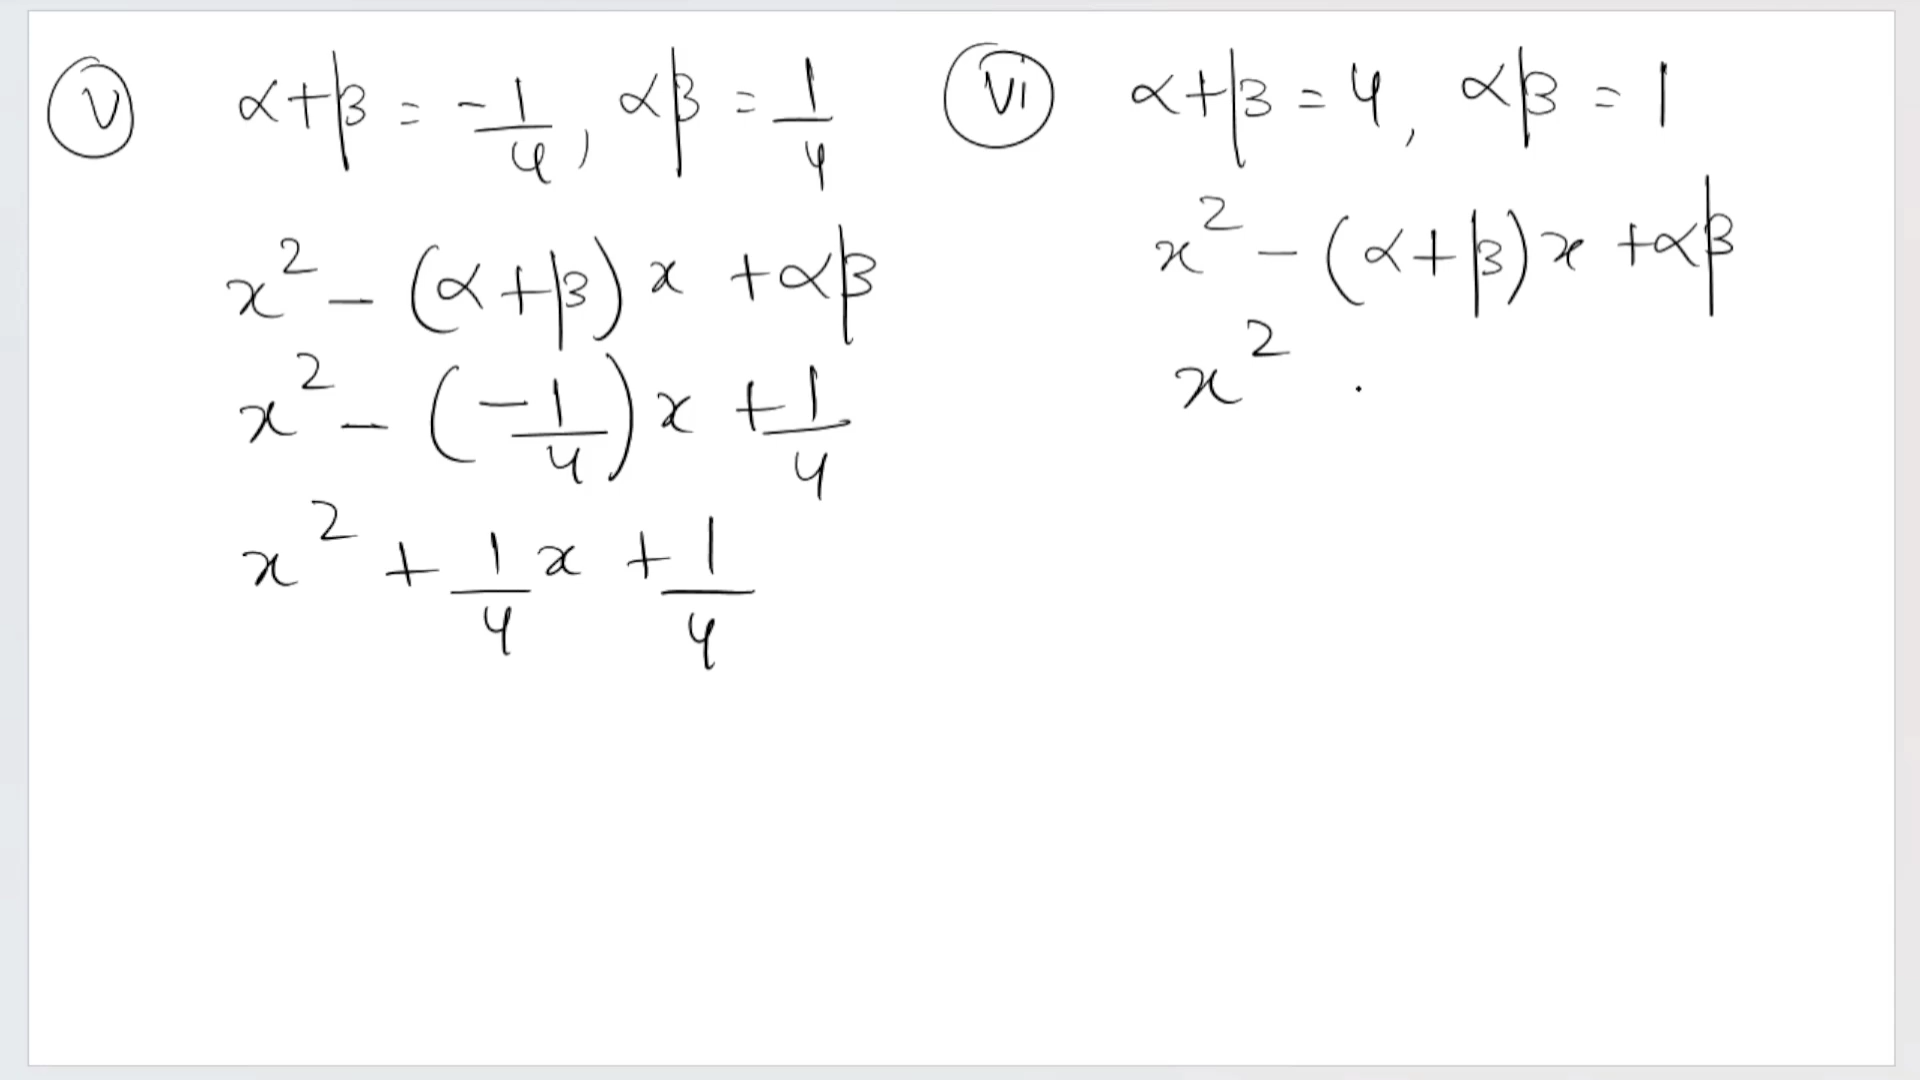 (v) α+β = -1/4, αβ = 1/4
x² - (α+β) x + αβ
x² - (-1/4) x + 1/4
x² + 1/4 x + 1/4
(vi) α+β = 4, αβ = 1
x² - (α+β) x + αβ
x² .